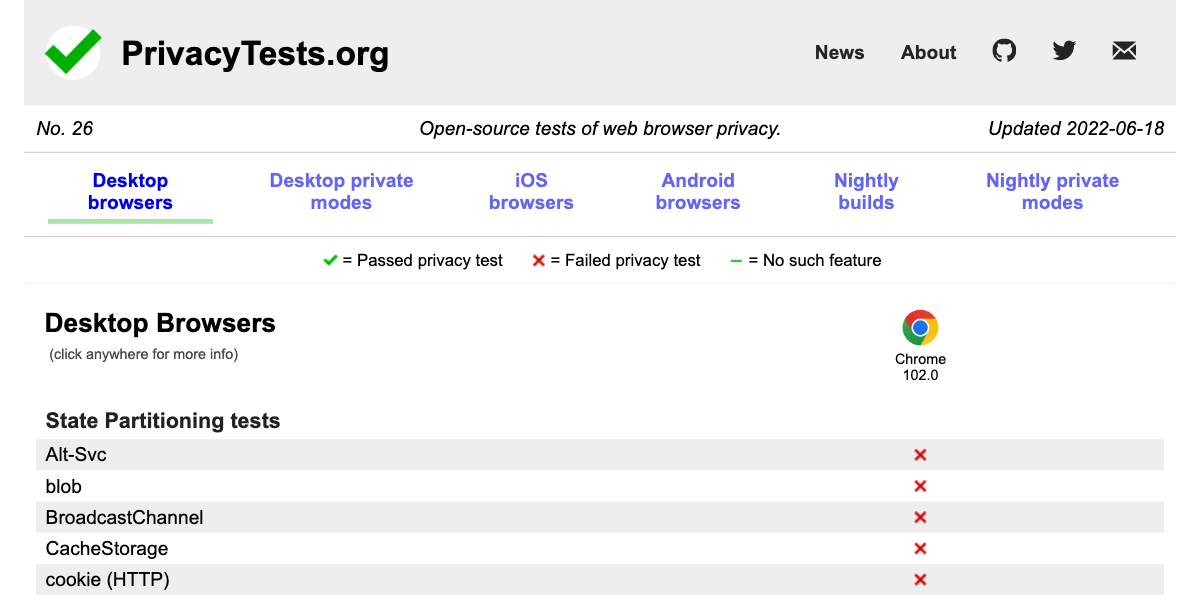 PrivacyTests.org
News About
No. 26 Open-source tests of web browser privacy. Updated 2022-06-18
Desktop browsers
Desktop private modes
iOS browsers
Android browsers
Nightly builds
Nightly private modes
= Passed privacy test = Failed privacy test = No such feature
Desktop Browsers
(click anywhere for more info)
Chrome
102.0
State Partitioning tests
Alt-Svc
blob
BroadcastChannel
CacheStorage
cookie (HTTP)